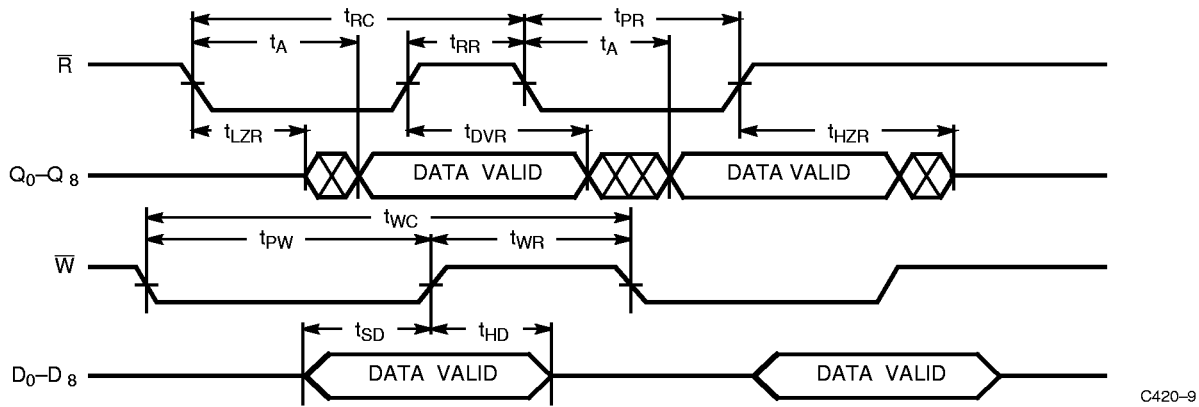 tRC
tPR
tA
tRR
tA
R̅
tLZR
tDVR
tHZR
Q0–Q8
DATA VALID
DATA VALID
tWC
tPW
tWR
W̅
tSD
tHD
D0–D8
DATA VALID
DATA VALID
C420–9